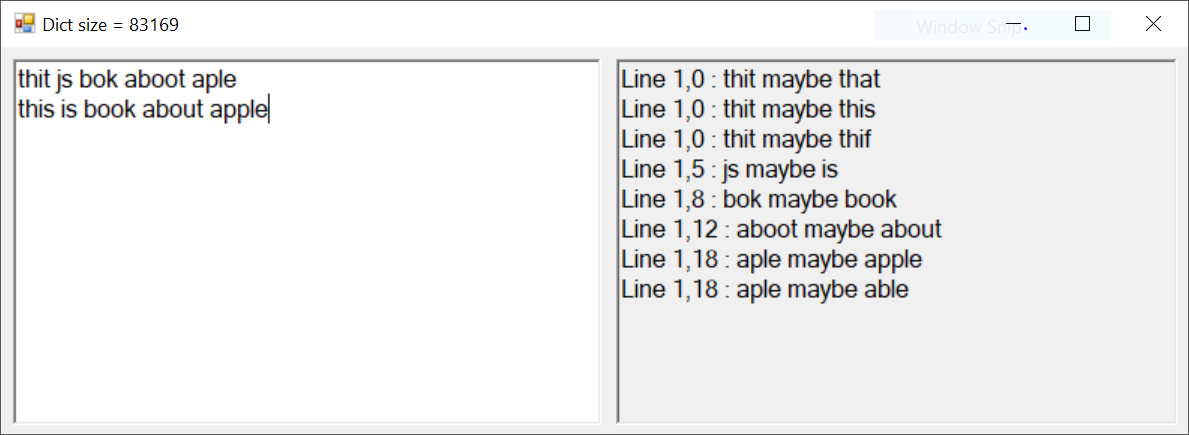 Dict size = 83169
Window Snip
thit js bok aboot aple
this is book about apple
Line 1,0 : thit maybe that
Line 1,0 : thit maybe this
Line 1,0 : thit maybe thif
Line 1,5 : js maybe is
Line 1,8 : bok maybe book
Line 1,12 : aboot maybe about
Line 1,18 : aple maybe apple
Line 1,18 : aple maybe able